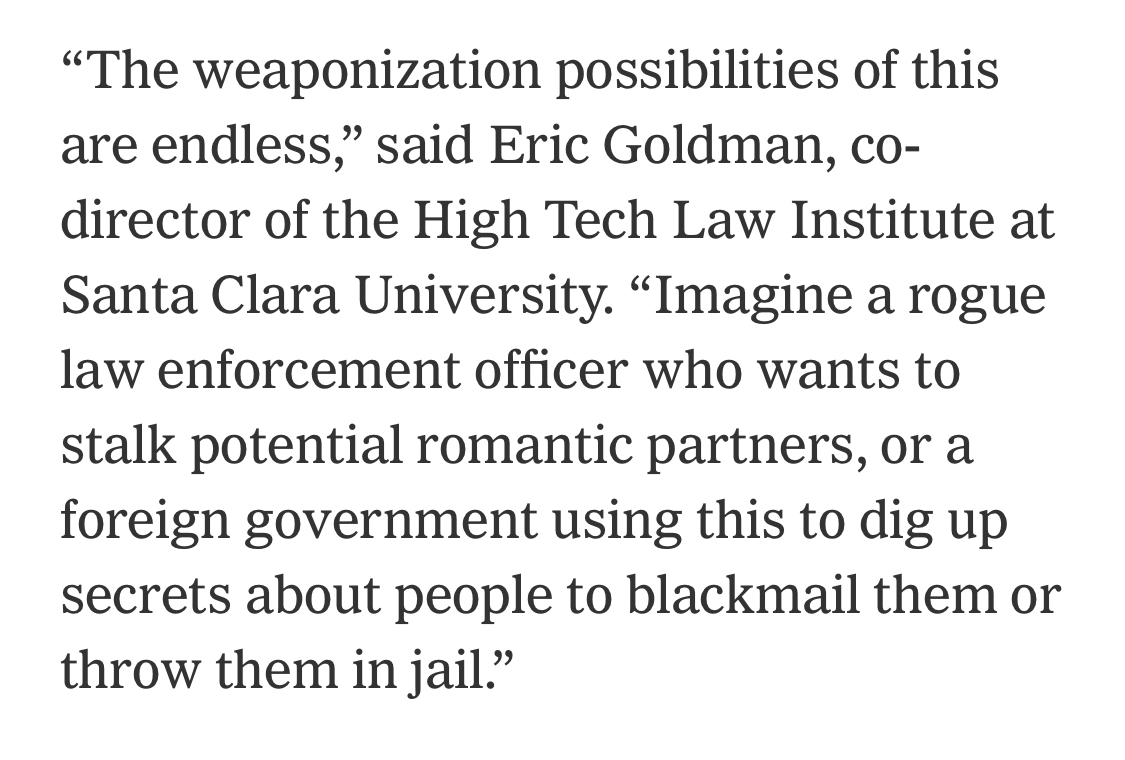 “The weaponization possibilities of this
are endless,” said Eric Goldman, co-
director of the High Tech Law Institute at
Santa Clara University. “Imagine a rogue
law enforcement officer who wants to
stalk potential romantic partners, or a
foreign government using this to dig up
secrets about people to blackmail them or
throw them in jail.”